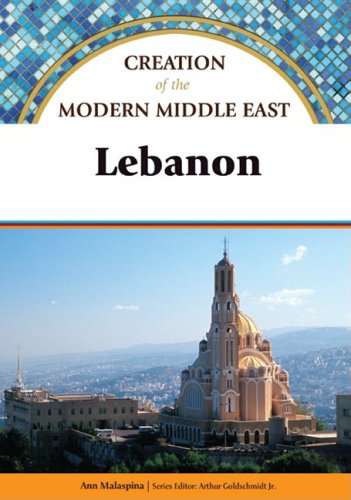 CREATION
of the
MODERN MIDDLE EAST
Lebanon
Ann Malaspina | Series Editor: Arthur Goldschmidt Jr.